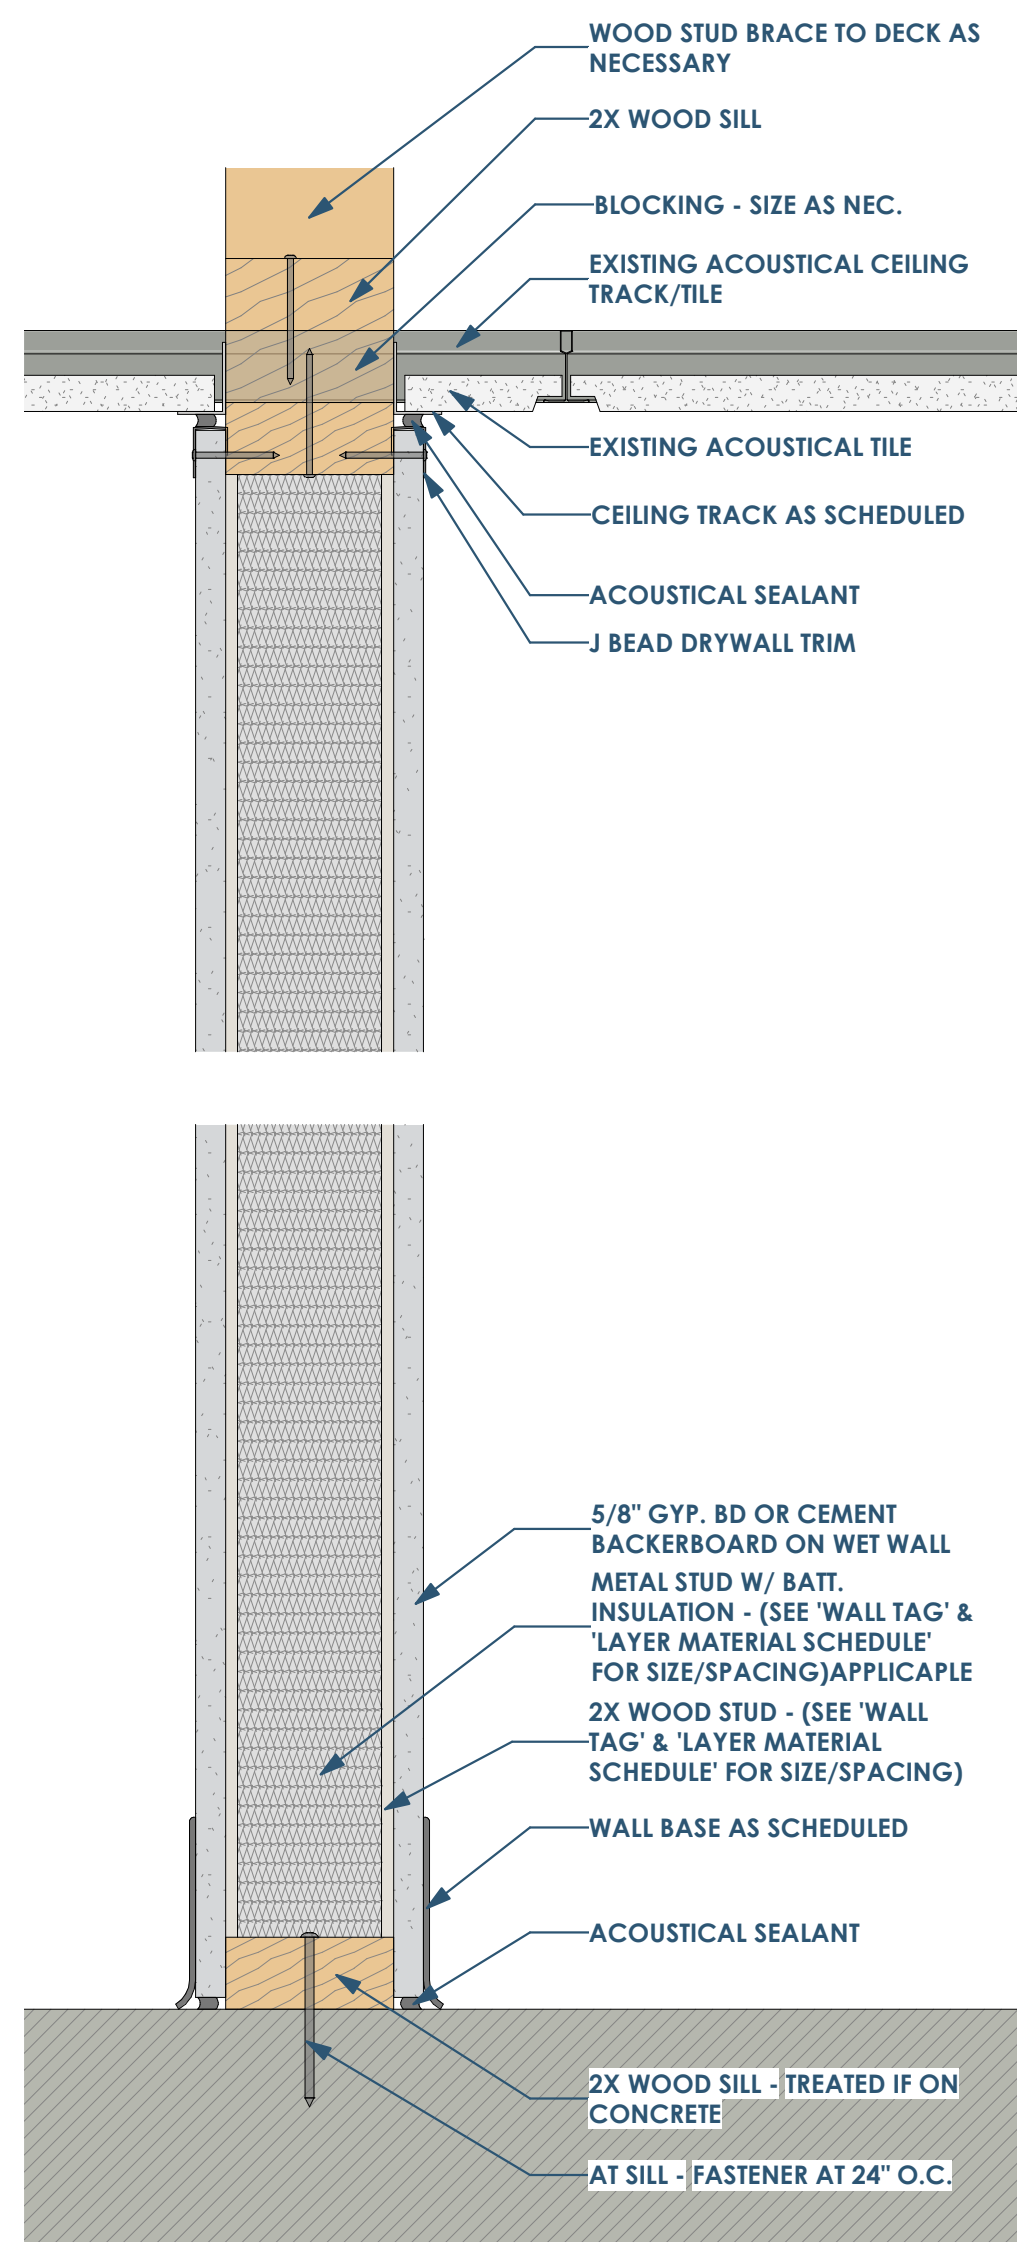 WOOD STUD BRACE TO DECK AS
NECESSARY
2X WOOD SILL
BLOCKING - SIZE AS NEC.
EXISTING ACOUSTICAL CEILING
TRACK/TILE
EXISTING ACOUSTICAL TILE
CEILING TRACK AS SCHEDULED
ACOUSTICAL SEALANT
J BEAD DRYWALL TRIM
5/8" GYP. BD OR CEMENT
BACKERBOARD ON WET WALL
METAL STUD W/ BATT.
INSULATION - (SEE 'WALL TAG' &
'LAYER MATERIAL SCHEDULE'
FOR SIZE/SPACING)APPLICAPLE
2X WOOD STUD - (SEE 'WALL
TAG' & 'LAYER MATERIAL
SCHEDULE' FOR SIZE/SPACING)
WALL BASE AS SCHEDULED
ACOUSTICAL SEALANT
2X WOOD SILL - TREATED IF ON
CONCRETE
AT SILL - FASTENER AT 24" O.C.